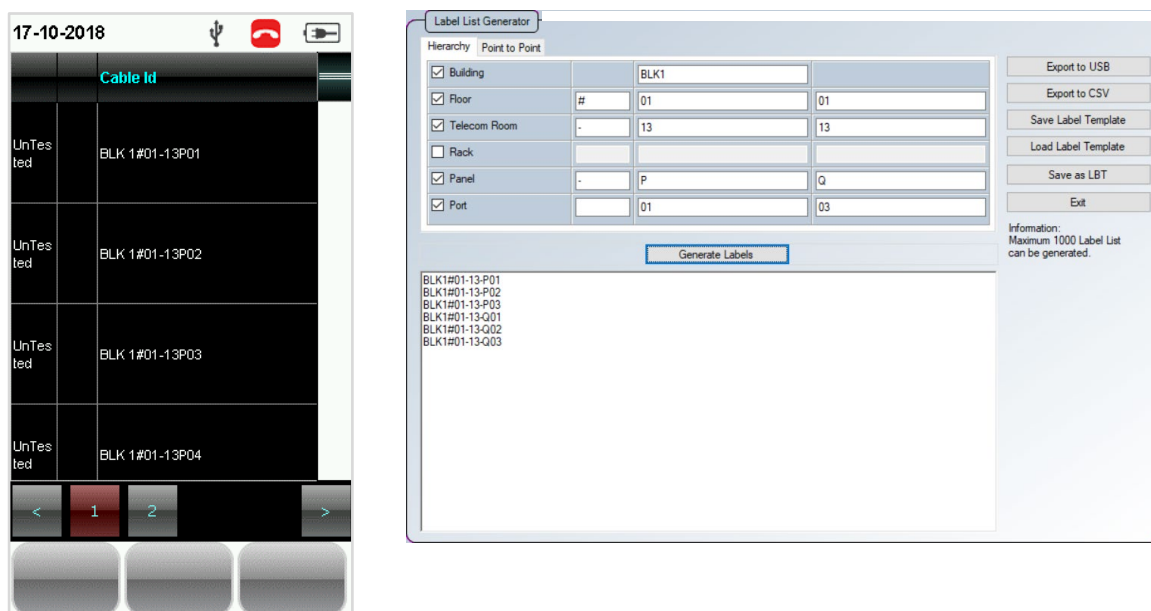 17-10-2018
Cable Id
UnTes
ted
BLK 1#01-13P01
UnTes
ted
BLK 1#01-13P02
UnTes
ted
BLK 1#01-13P03
UnTes
ted
BLK 1#01-13P04
< 1 2 >
Label List Generator
Hierarchy Point to Point
Building BLK1
Floor # 01 01
Telecom Room - 13 13
Rack
Panel - P Q
Port 01 03
Generate Labels
BLK1#01-13-P01
BLK1#01-13-P02
BLK1#01-13-P03
BLK1#01-13-Q01
BLK1#01-13-Q02
BLK1#01-13-Q03
Export to USB
Export to CSV
Save Label Template
Load Label Template
Save as LBT
Exit
Information:
Maximum 1000 Label List
can be generated.